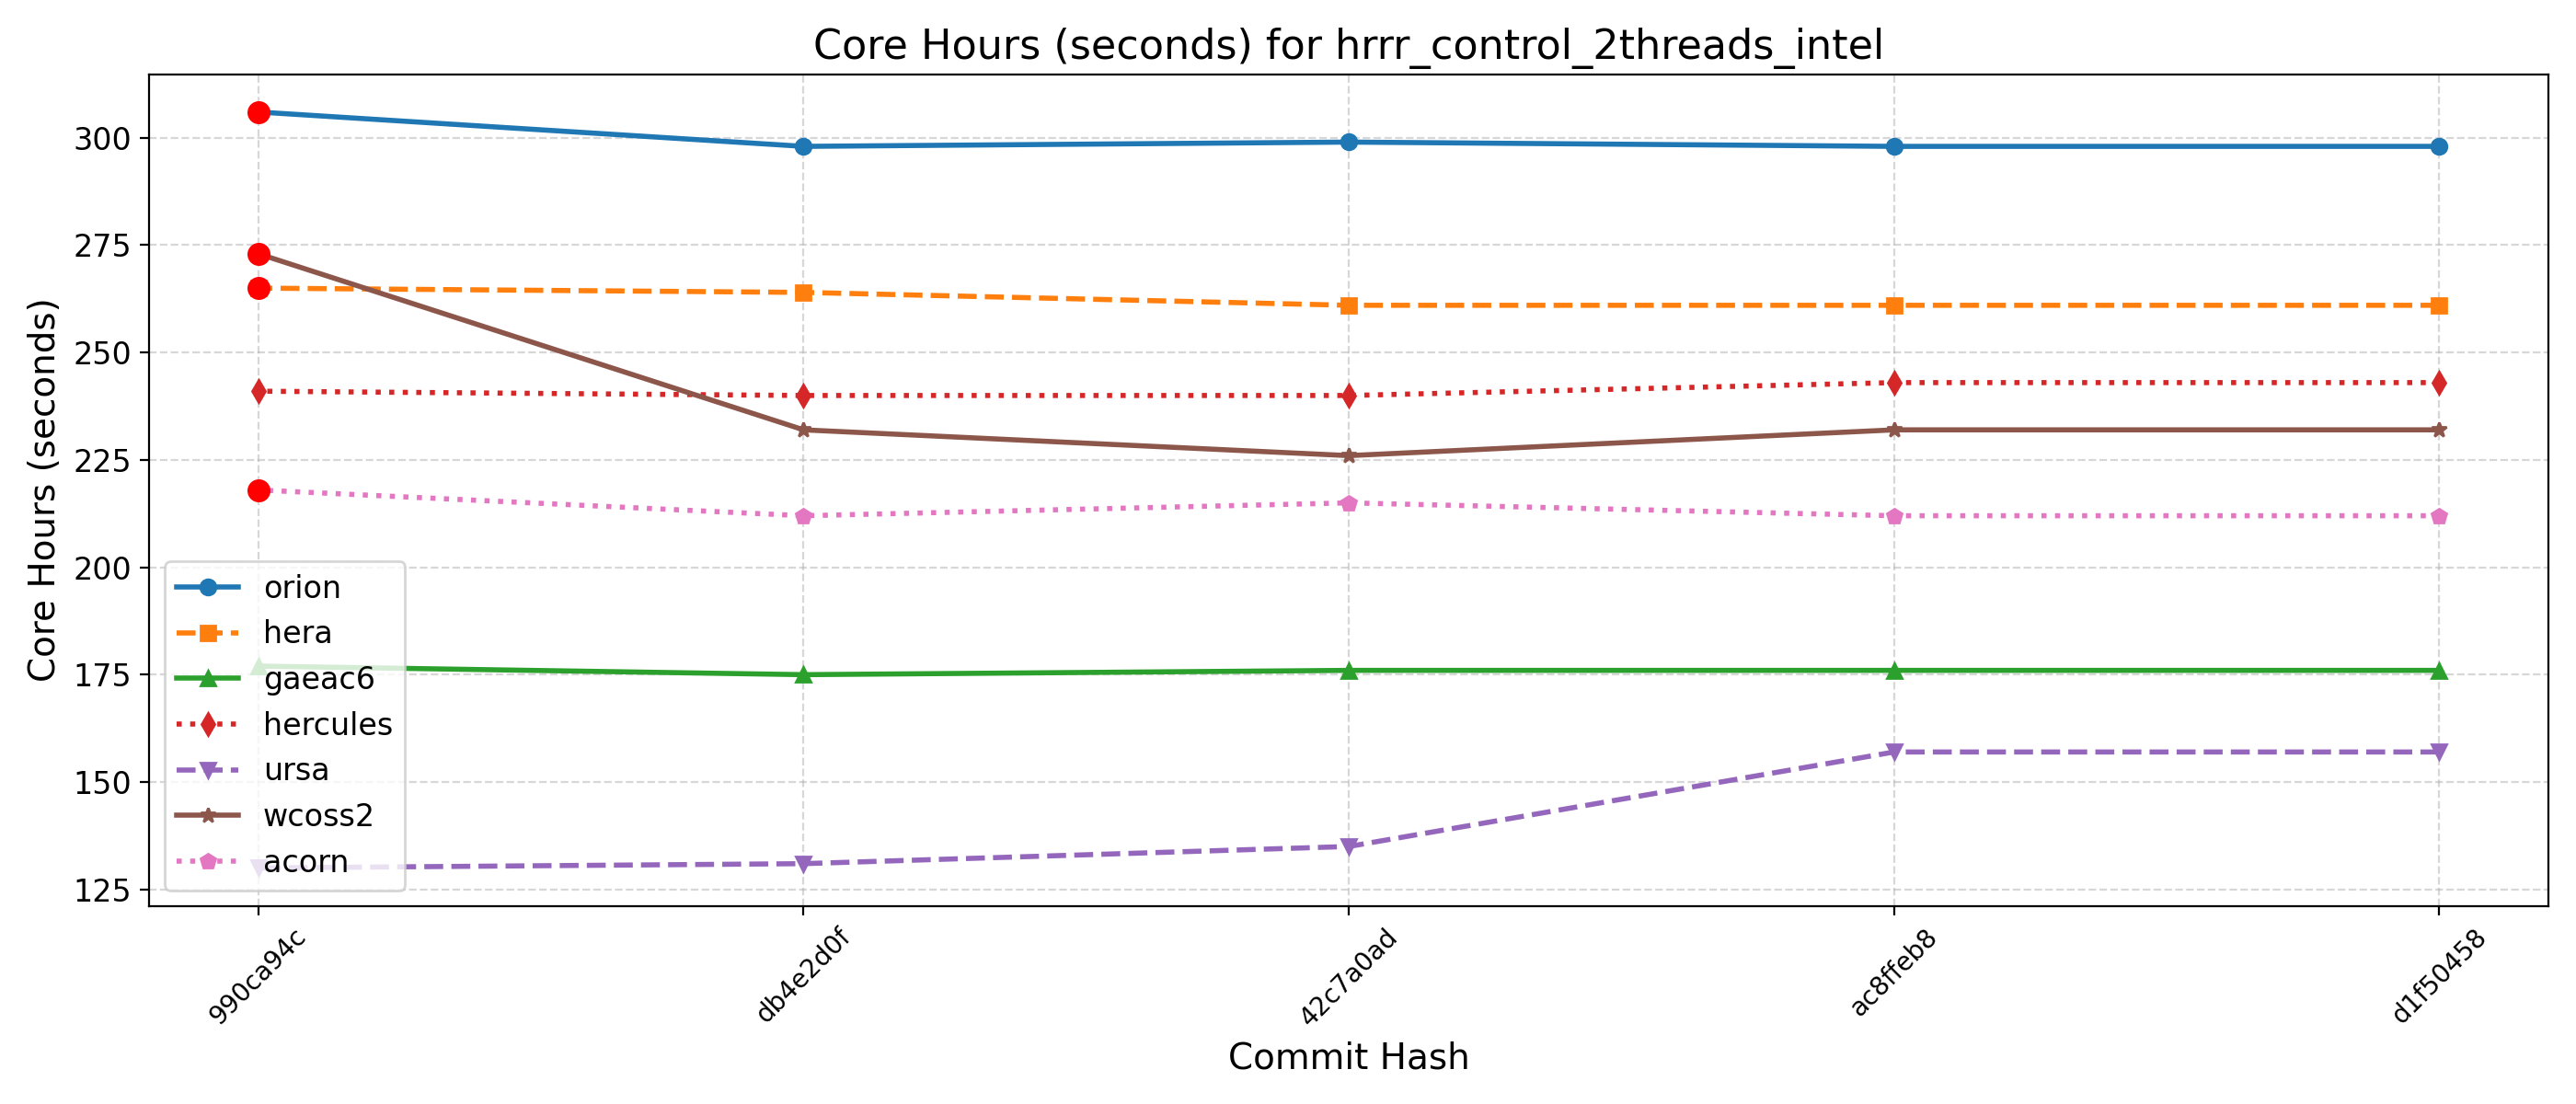 Core Hours (seconds) for hrrr_control_2threads_intel
Core Hours (seconds)
300
275
250
225
200
175
150
125
orion
hera
gaeac6
hercules
ursa
wcoss2
acorn
990ca94c
db4e2d0f
42c7a0ad
ac8ffeb8
d1f50458
Commit Hash